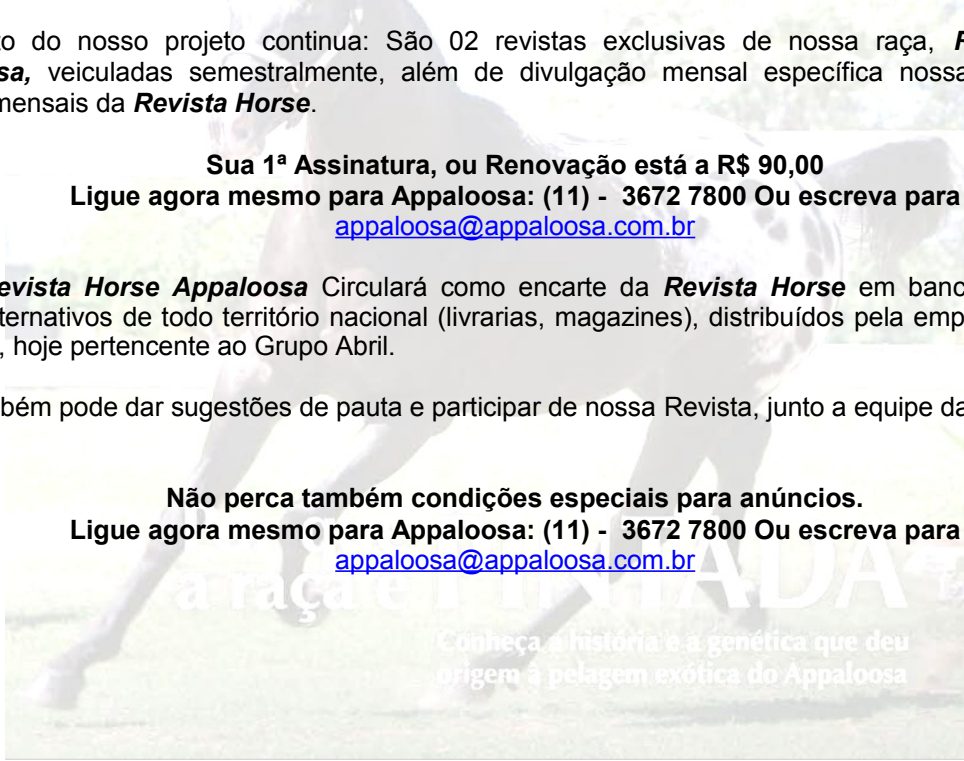 to do nosso projeto continua: São 02 revistas exclusivas de nossa raça, R
sa, veiculadas semestralmente, além de divulgação mensal específica nossa
mensais da Revista Horse.
Sua 1ª Assinatura, ou Renovação está a R$ 90,00
Ligue agora mesmo para Appaloosa: (11) - 3672 7800 Ou escreva para
appaloosa@appaloosa.com.br
evista Horse Appaloosa Circulará como encarte da Revista Horse em banc
lternativos de todo território nacional (livrarias, magazines), distribuídos pela emp
, hoje pertencente ao Grupo Abril.
bém pode dar sugestões de pauta e participar de nossa Revista, junto a equipe da
Não perca também condições especiais para anúncios.
Ligue agora mesmo para Appaloosa: (11) - 3672 7800 Ou escreva para
appaloosa@appaloosa.com.br
a raça é PINTADA
Conheça a história e a genética que deu
origem à pelagem exótica do Appaloosa